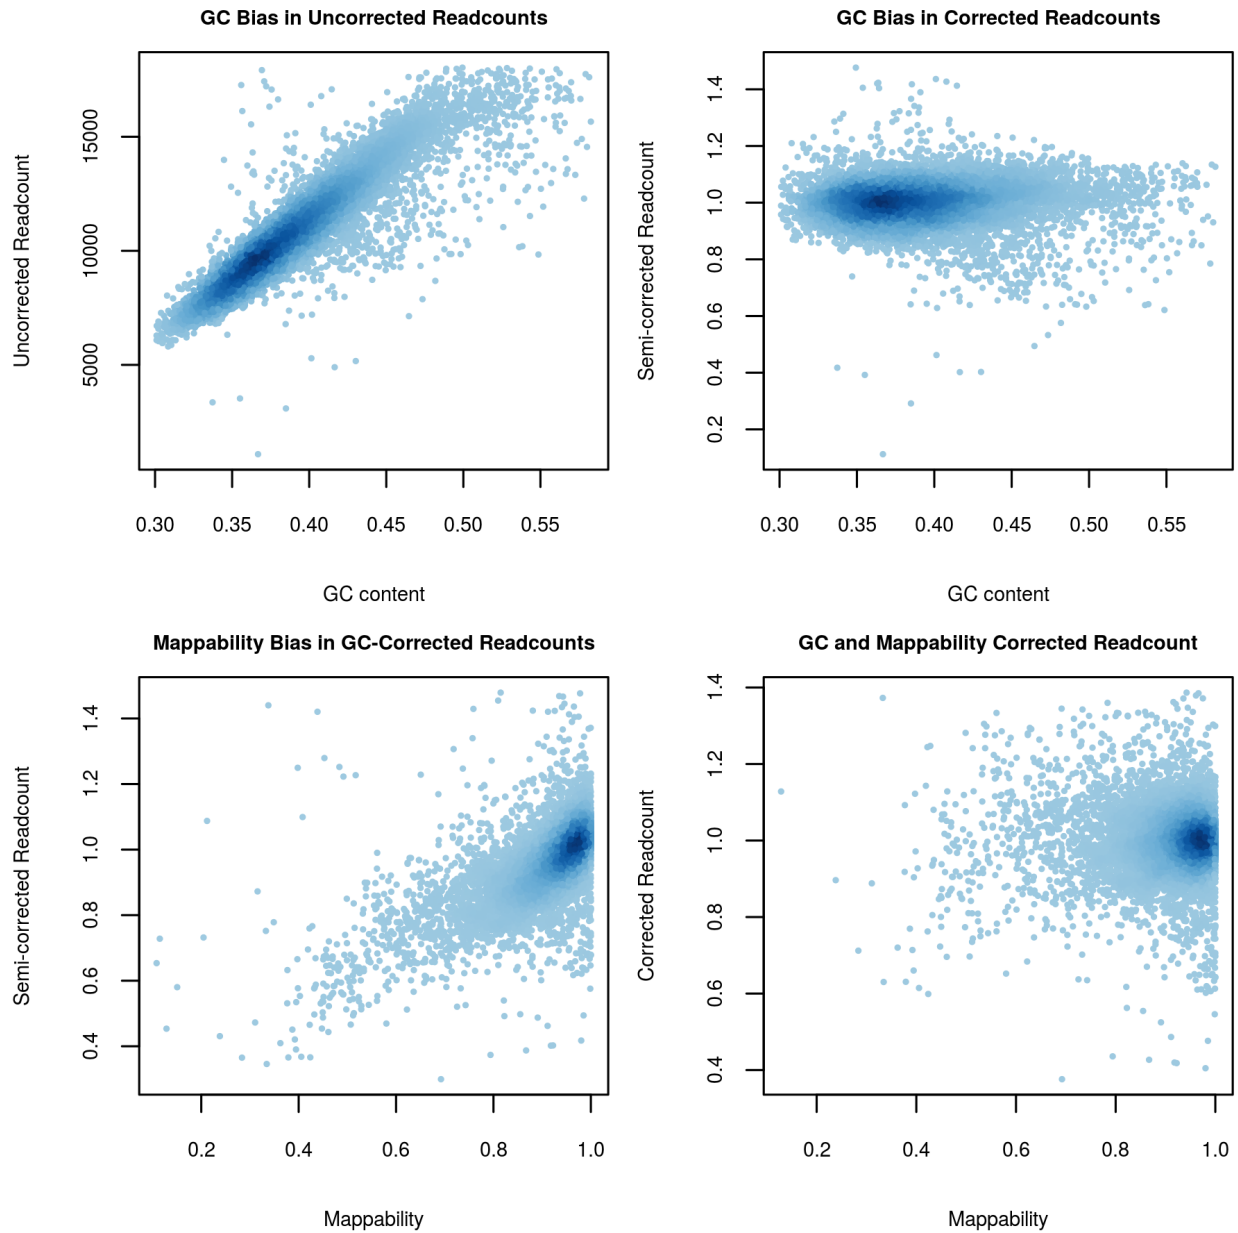 GC Bias in Uncorrected Readcounts
Uncorrected Readcount
15000
10000
5000
0.30 0.35 0.40 0.45 0.50 0.55
GC content
GC Bias in Corrected Readcounts
Semi-corrected Readcount
1.4
1.2
1.0
0.8
0.6
0.4
0.2
0.30 0.35 0.40 0.45 0.50 0.55
GC content
Mappability Bias in GC-Corrected Readcounts
Semi-corrected Readcount
1.4
1.2
1.0
0.8
0.6
0.4
0.2 0.4 0.6 0.8 1.0
Mappability
GC and Mappability Corrected Readcount
Corrected Readcount
1.4
1.2
1.0
0.8
0.6
0.4
0.2 0.4 0.6 0.8 1.0
Mappability